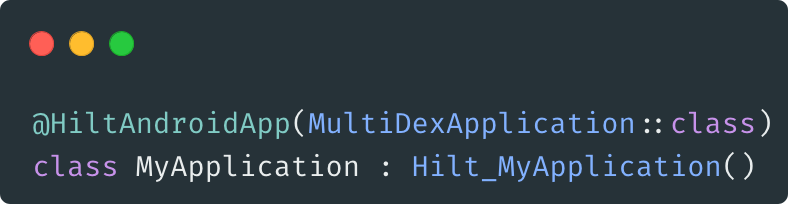 @HiltAndroidApp(MultiDexApplication::class)
class MyApplication : Hilt_MyApplication()